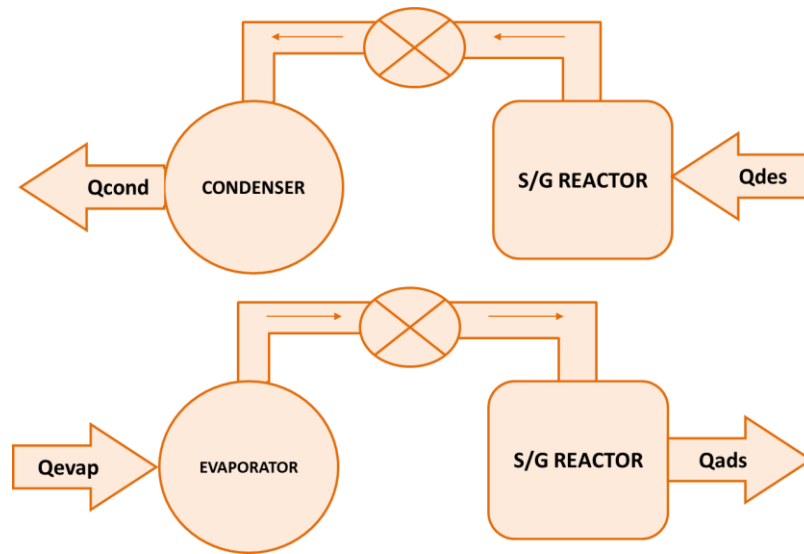 Qcond
CONDENSER
S/G REACTOR
Qdes
Qevap
EVAPORATOR
S/G REACTOR
Qads